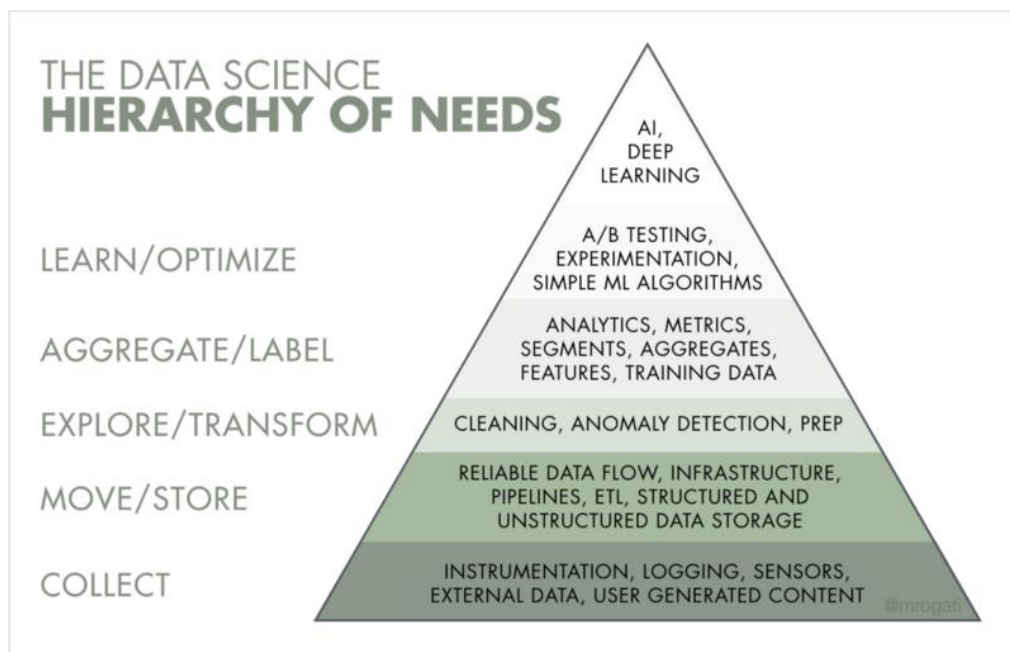 THE DATA SCIENCE
HIERARCHY OF NEEDS
AI,
DEEP
LEARNING
LEARN/OPTIMIZE
A/B TESTING,
EXPERIMENTATION,
SIMPLE ML ALGORITHMS
AGGREGATE/LABEL
ANALYTICS, METRICS,
SEGMENTS, AGGREGATES,
FEATURES, TRAINING DATA
EXPLORE/TRANSFORM
CLEANING, ANOMALY DETECTION, PREP
MOVE/STORE
RELIABLE DATA FLOW, INFRASTRUCTURE,
PIPELINES, ETL, STRUCTURED AND
UNSTRUCTURED DATA STORAGE
COLLECT
INSTRUMENTATION, LOGGING, SENSORS,
EXTERNAL DATA, USER GENERATED CONTENT
@mrogati